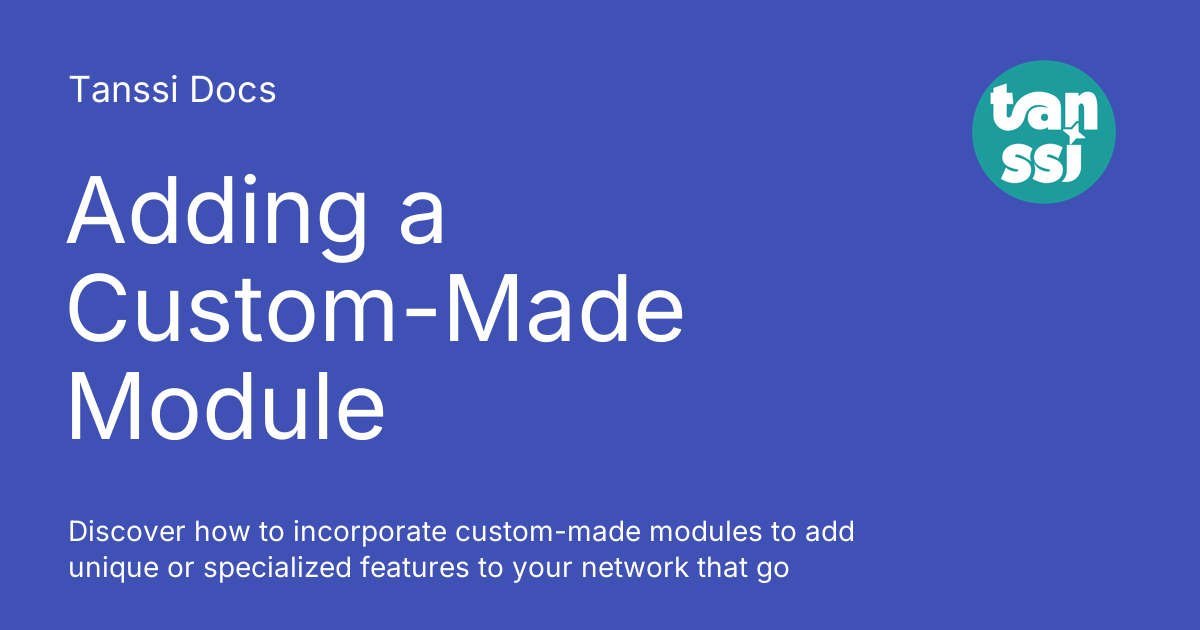 Tanssi Docs
tan
ssi
Adding a
Custom-Made
Module
Discover how to incorporate custom-made modules to add
unique or specialized features to your network that go